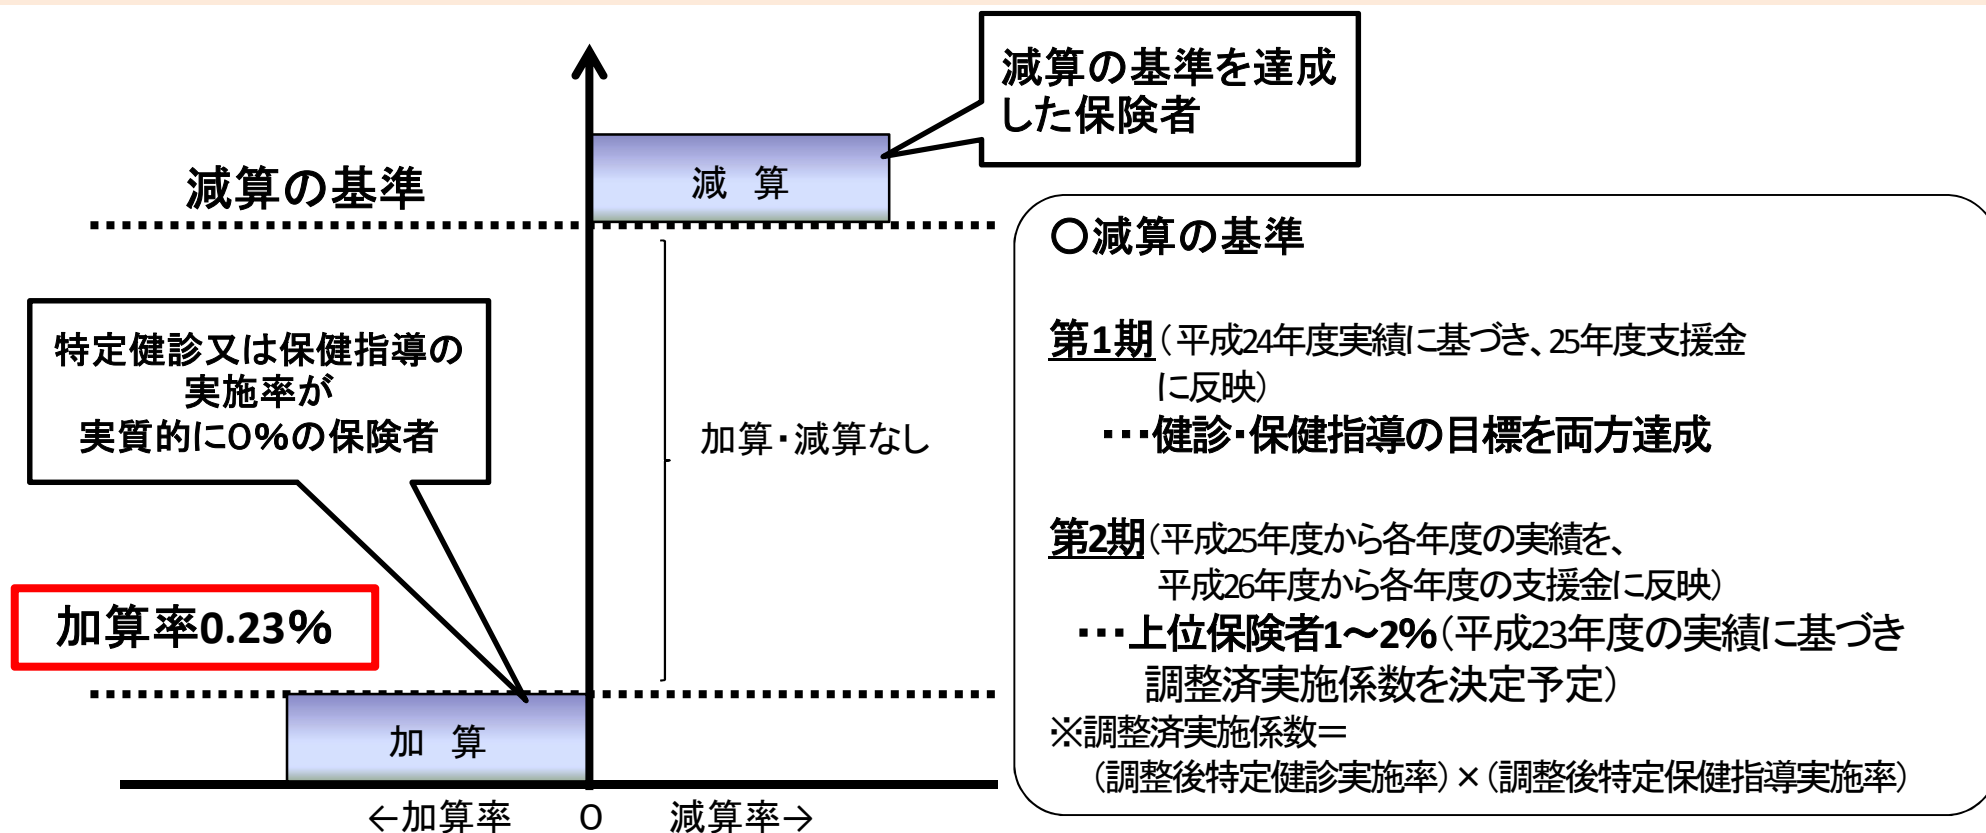 減算の基準を達成
した保険者
減 算
減算の基準
特定健診又は保健指導の
実施率が
実質的に0%の保険者
加算・減算なし
加算率0.23%
加 算
←加算率 0 減算率→
○減算の基準
第1期(平成24年度実績に基づき、25年度支援金
に反映)
・・・健診・保健指導の目標を両方達成
第2期(平成25年度から各年度の実績を、
平成26年度から各年度の支援金に反映)
・・・上位保険者1～2%(平成23年度の実績に基づき
調整済実施係数を決定予定)
※調整済実施係数＝
(調整後特定健診実施率)×(調整後特定保健指導実施率)